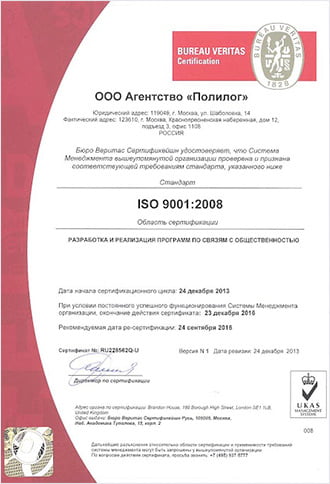 BUREAU VERITAS
Certification
BUREAU VERITAS
1828
ООО Агентство «Полилог»
Юридический адрес: 119049, г. Москва, ул. Шаболовка, 14
Фактический адрес: 123610, г. Москва, Краснопресненская набережная, дом 12,
подъезд 3, офис 1108
РОССИЯ
Бюро Веритас Сертификейшн удостоверяет, что Система
Менеджмента вышеупомянутой организации проверена и признана
соответствующей требованиям стандарта, указанного ниже
Стандарт
ISO 9001:2008
Область сертификации
РАЗРАБОТКА И РЕАЛИЗАЦИЯ ПРОГРАММ ПО СВЯЗЯМ С ОБЩЕСТВЕННОСТЬЮ
Дата начала сертификационного цикла: 24 декабря 2013
При условии постоянного успешного функционирования Системы Менеджмента
организации, окончание действия сертификата: 23 декабря 2016
Рекомендуемая дата ре-сертификации: 24 сентября 2016
Сертификат №: RU228562Q-U
Версия N 1 Дата ревизии: 24 декабря 2013
Директор по сертификации
Адрес органа по сертификации: Brandon House, 180 Borough High Street, London SE1 1LB,
United Kingdom
Офис выдачи: Бюро Веритас Сертификейшн Русь, 105005, Москва,
Наб. Академика Туполева, 15, корп. 2
UKAS
MANAGEMENT
SYSTEMS
008
Дальнейшие разъяснения относительно области сертификации и применимости требований
системы менеджмента могут быть запрошены у вышеупомянутой организации
По вопросам действия сертификата, просьба, звонить: +7 (495) 937-5777